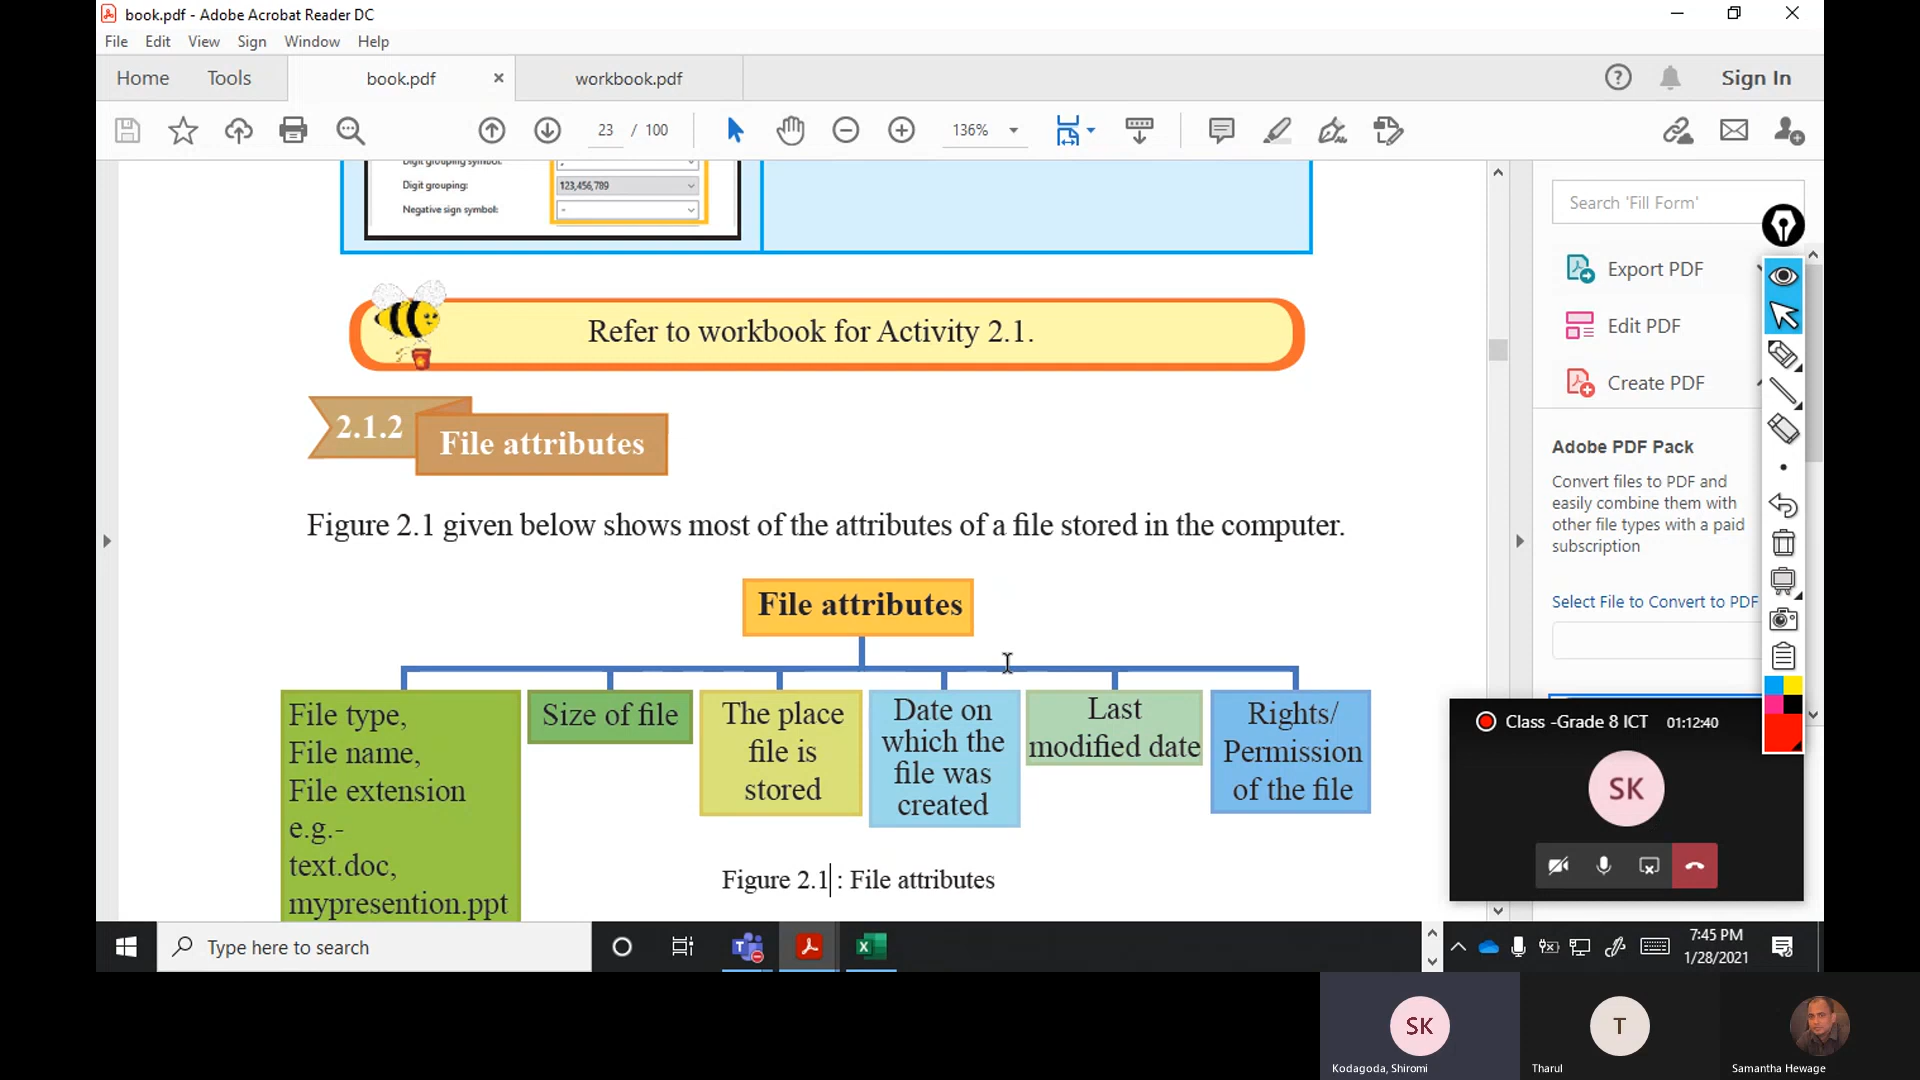 book.pdf - Adobe Acrobat Reader DC
File Edit View Sign Window Help
Home Tools book.pdf × workbook.pdf Sign In
23 / 100 136%
Digit grouping symbol:
Digit grouping: 123,456,789
Negative sign symbol: -
Refer to workbook for Activity 2.1.
2.1.2 File attributes
Figure 2.1 given below shows most of the attributes of a file stored in the computer.
File attributes
File type,
File name,
File extension
e.g.-
text.doc,
mypresention.ppt
Size of file
The place
file is
stored
Date on
which the
file was
created
Last
modified date
Rights/
Permission
of the file
Figure 2.1 : File attributes
Search 'Fill Form'
Export PDF
Edit PDF
Create PDF
Adobe PDF Pack
Convert files to PDF and
easily combine them with
other file types with a paid
subscription
Select File to Convert to PDF
Class -Grade 8 ICT 01:12:40
SK
Type here to search
7:45 PM
1/28/2021
SK
T
Kodagoda, Shiromi
Tharul
Samantha Hewage